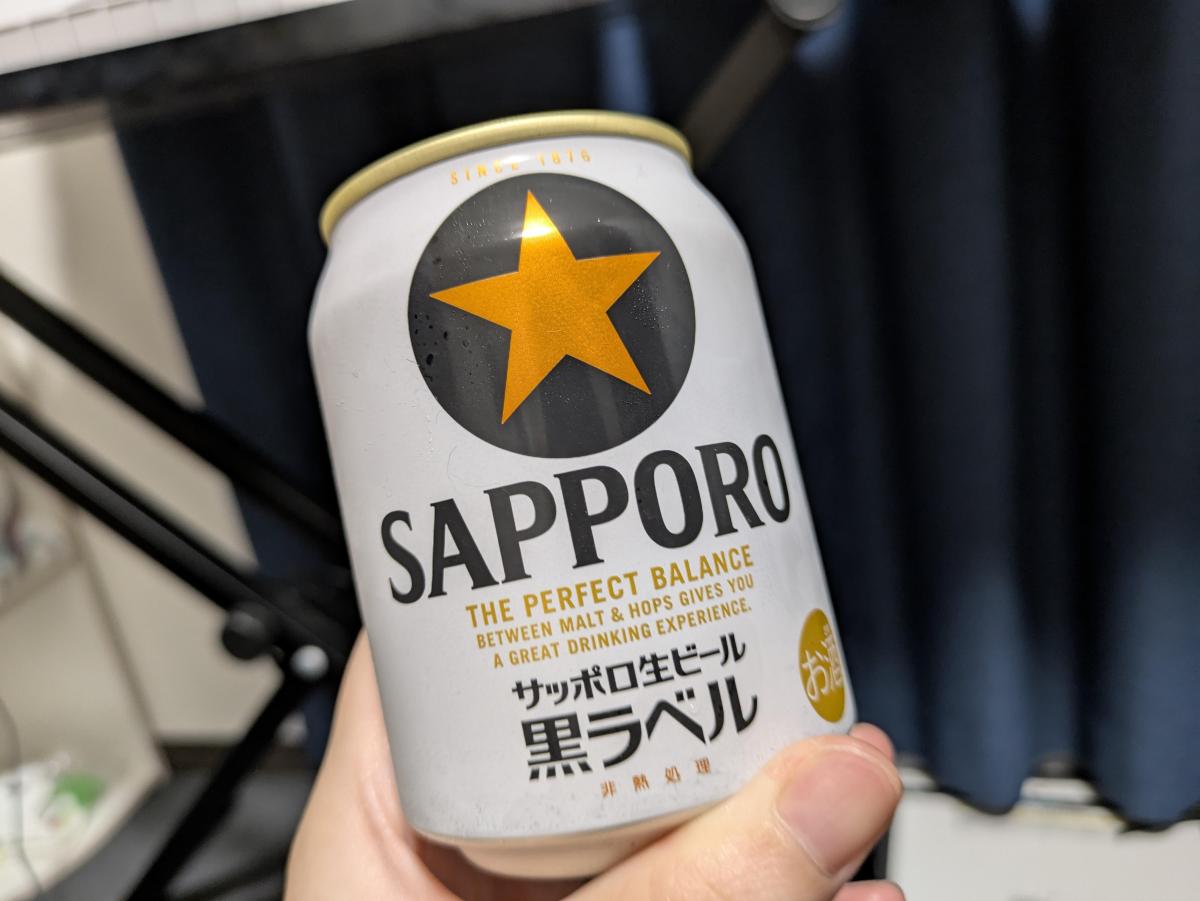 SINCE 1876
SAPPORO
THE PERFECT BALANCE
BETWEEN MALT & HOPS GIVES YOU
A GREAT DRINKING EXPERIENCE.
サッポロ生ビール
黒ラベル
非熱処理
お酒